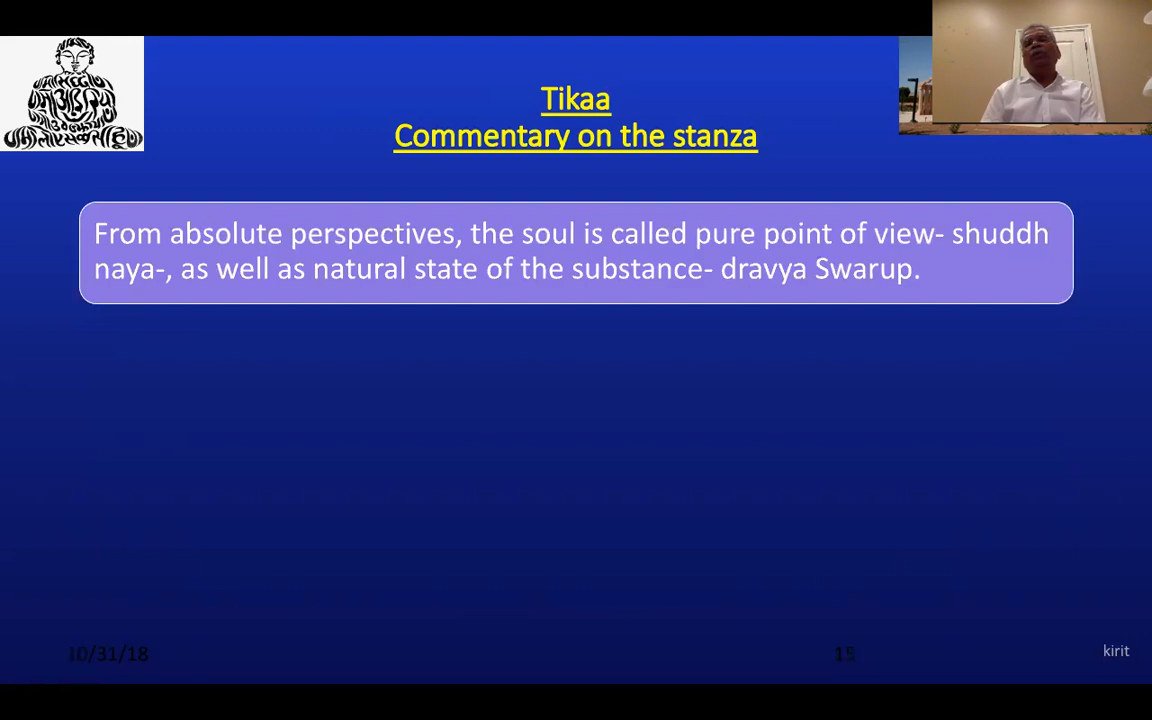 Tikaa
Commentary on the stanza
From absolute perspectives, the soul is called pure point of view- shuddh
naya-, as well as natural state of the substance- dravya Swarup.
10/31/18
15
kirit